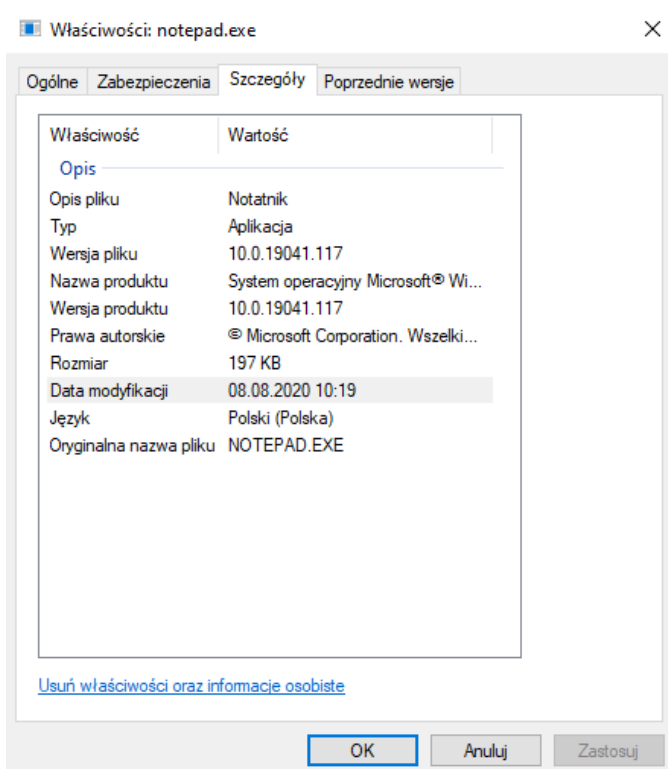 Właściwości: notepad.exe
Ogólne Zabezpieczenia Szczegóły Poprzednie wersje
Właściwość Wartość
Opis
Opis pliku Notatnik
Typ Aplikacja
Wersja pliku 10.0.19041.117
Nazwa produktu System operacyjny Microsoft® Wi...
Wersja produktu 10.0.19041.117
Prawa autorskie © Microsoft Corporation. Wszelki...
Rozmiar 197 KB
Data modyfikacji 08.08.2020 10:19
Język Polski (Polska)
Oryginalna nazwa pliku NOTEPAD.EXE
Usuń właściwości oraz informacje osobiste
OK Anuluj Zastosuj